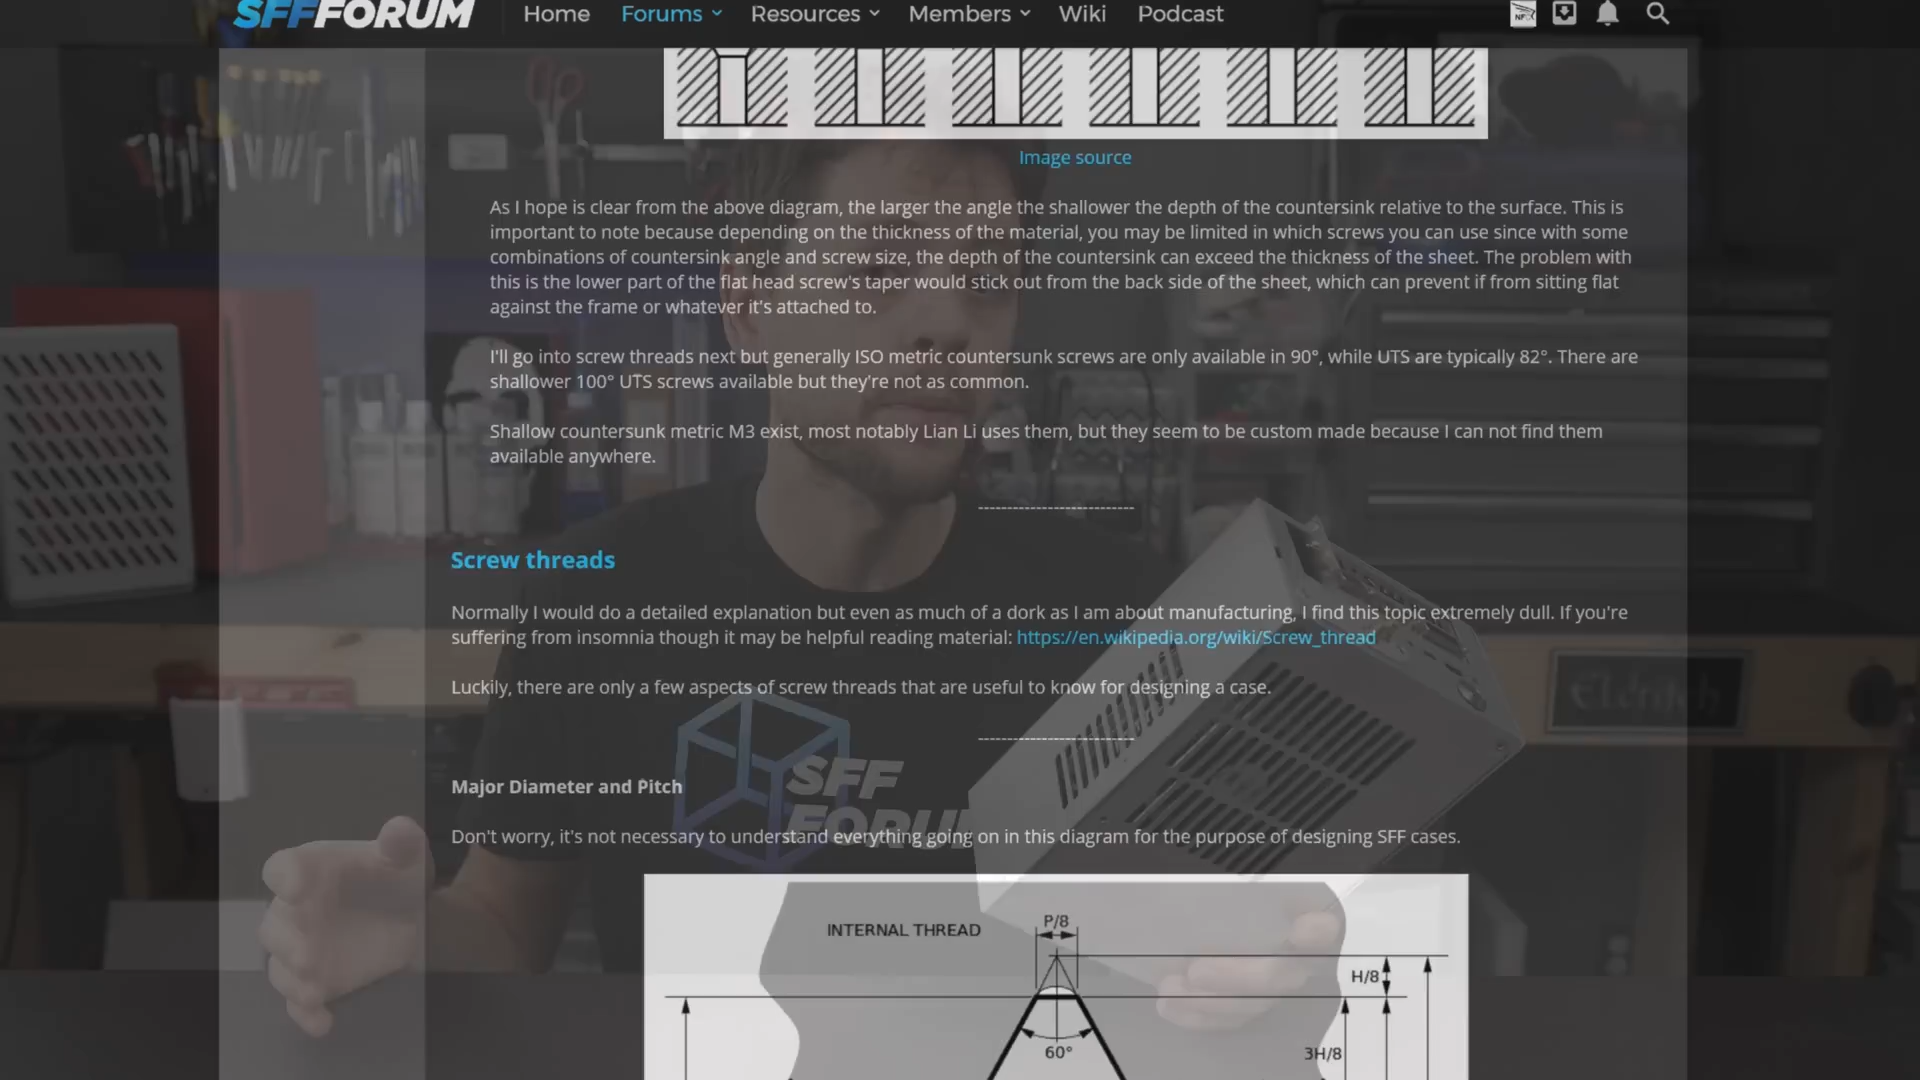 SFFFORUM
Home
Forums
Resources
Members
Wiki
Podcast
Image source
As I hope is clear from the above diagram, the larger the angle the shallower the depth of the countersink relative to the surface. This is
important to note because depending on the thickness of the material, you may be limited in which screws you can use since with some
combinations of countersink angle and screw size, the depth of the countersink can exceed the thickness of the sheet. The problem with
this is the lower part of the flat head screw's taper would stick out from the back side of the sheet, which can prevent if from sitting flat
against the frame or whatever it's attached to.
I'll go into screw threads next but generally ISO metric countersunk screws are only available in 90°, while UTS are typically 82°. There are
shallower 100° UTS screws available but they're not as common.
Shallow countersunk metric M3 exist, most notably Lian Li uses them, but they seem to be custom made because I can not find them
available anywhere.
---------------------------
Screw threads
Normally I would do a detailed explanation but even as much of a dork as I am about manufacturing, I find this topic extremely dull. If you're
suffering from insomnia though it may be helpful reading material: https://en.wikipedia.org/wiki/Screw_thread
Luckily, there are only a few aspects of screw threads that are useful to know for designing a case.
---------------------------
Eldritch
Major Diameter and Pitch
SFF
FORU
Don't worry, it's not necessary to understand everything going on in this diagram for the purpose of designing SFF cases.
INTERNAL THREAD
P/8
H/8
60°
3H/8